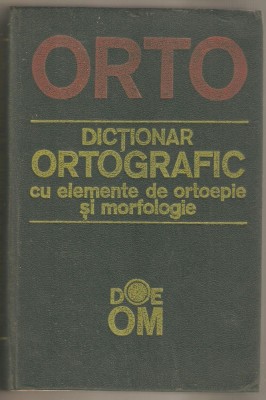 ORTO
DICȚIONAR
ORTOGRAFIC
cu elemente de ortoepie
și morfologie
DOE
OM